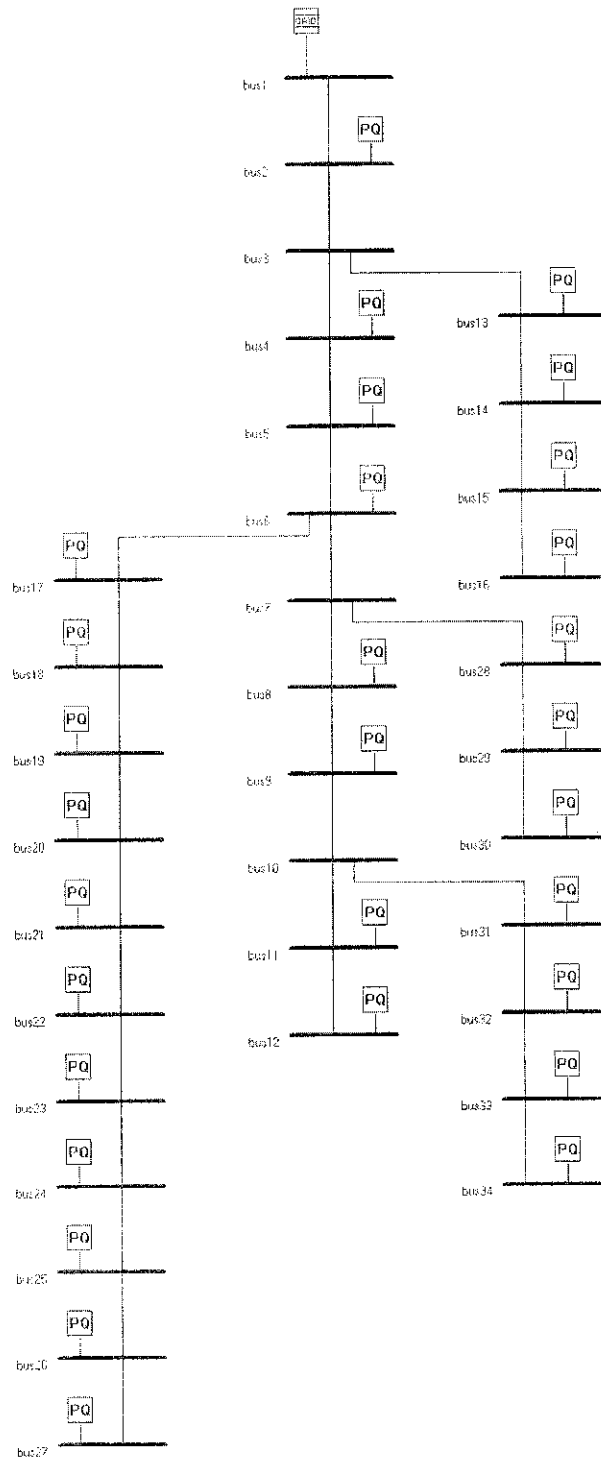 GRID
bus1
PQ
bus2
bus3
PQ
bus4
PQ
bus5
PQ
bus6
bus7
PQ
bus8
PQ
bus9
bus10
PQ
bus11
PQ
bus12
PQ
bus13
PQ
bus14
PQ
bus15
PQ
bus16
PQ
bus17
PQ
bus18
PQ
bus19
PQ
bus20
PQ
bus21
PQ
bus22
PQ
bus23
PQ
bus24
PQ
bus25
PQ
bus26
PQ
bus27
PQ
bus28
PQ
bus29
PQ
bus30
PQ
bus31
PQ
bus32
PQ
bus33
PQ
bus34